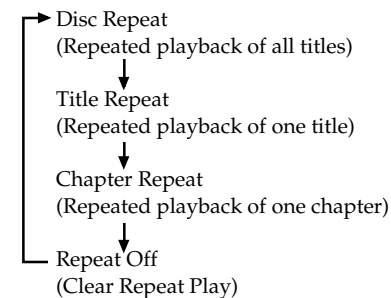 Disc Repeat
(Repeated playback of all titles)
Title Repeat
(Repeated playback of one title)
Chapter Repeat
(Repeated playback of one chapter)
Repeat Off
(Clear Repeat Play)